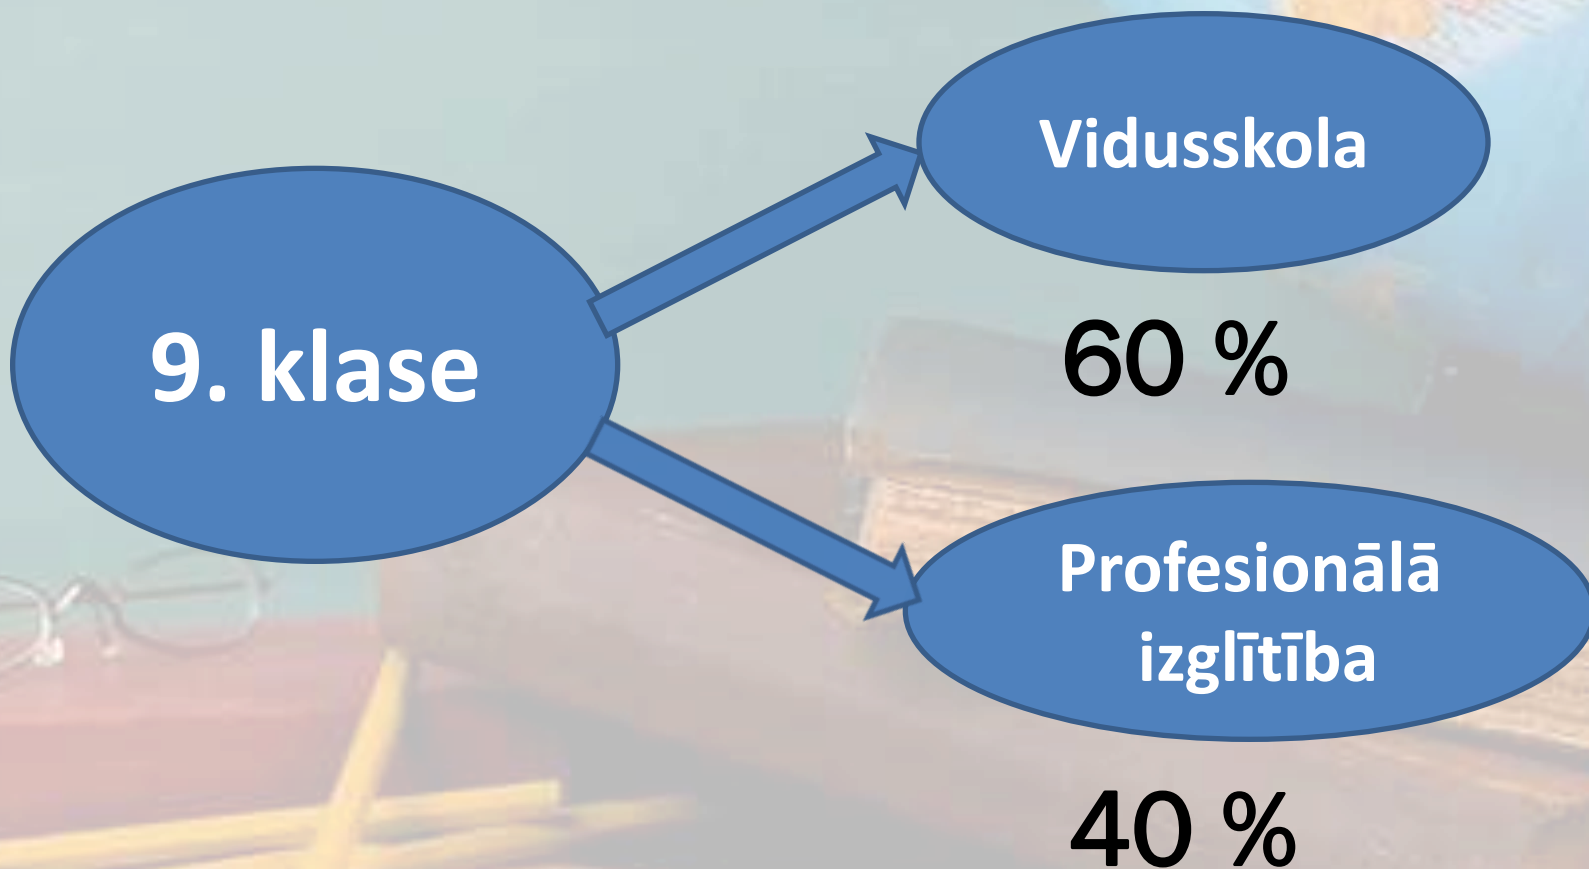 9. klase
Vidusskola
60 %
Profesionālā
izglītība
40 %